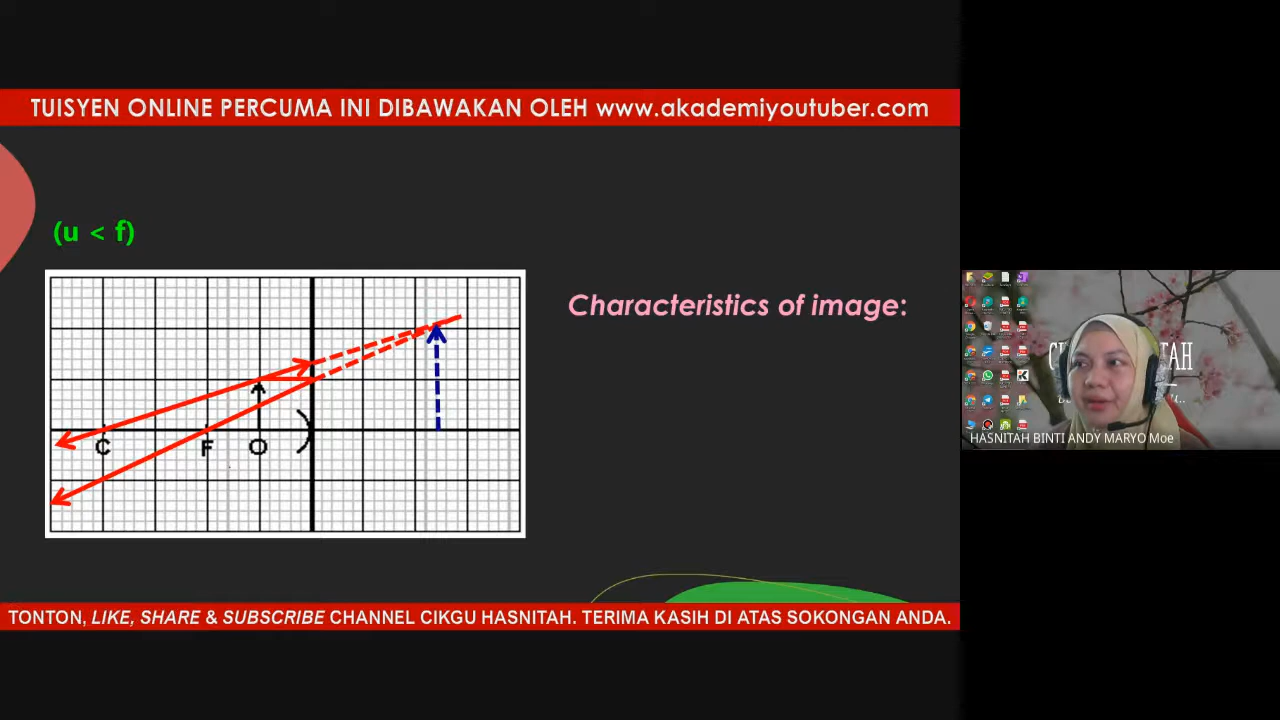 TUISYEN ONLINE PERCUMA INI DIBAWAKAN OLEH www.akademiyoutuber.com
(u < f)
Characteristics of image:
C F O
HASNITAH BINTI ANDY MARYO Moe
TONTON, LIKE, SHARE & SUBSCRIBE CHANNEL CIKGU HASNITAH. TERIMA KASIH DI ATAS SOKONGAN ANDA.